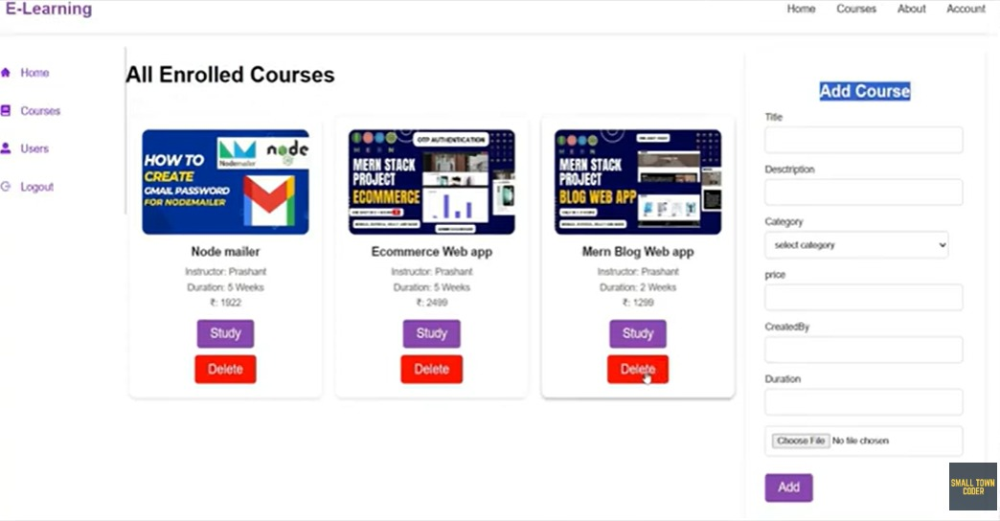 E-Learning
Home Courses About Account
Home
Courses
Users
Logout
All Enrolled Courses
HOW TO
CREATE
GMAIL PASSWORD
FOR NODEMAILER
Nodemailer
node
Node mailer
Instructor: Prashant
Duration: 5 Weeks
₹: 1922
Study
Delete
OTP AUTHENTICATION
MERN
MERN STACK
PROJECT
ECOMMERCE
Ecommerce Web app
Instructor: Prashant
Duration: 5 Weeks
₹: 2499
Study
Delete
MERN
MERN STACK
PROJECT
BLOG WEB APP
Mern Blog Web app
Instructor: Prashant
Duration: 2 Weeks
₹: 1299
Study
Delete
Add Course
Title
Desctription
Category
select category
price
CreatedBy
Duration
Choose File No file chosen
Add
SMALL TOWN
CODER